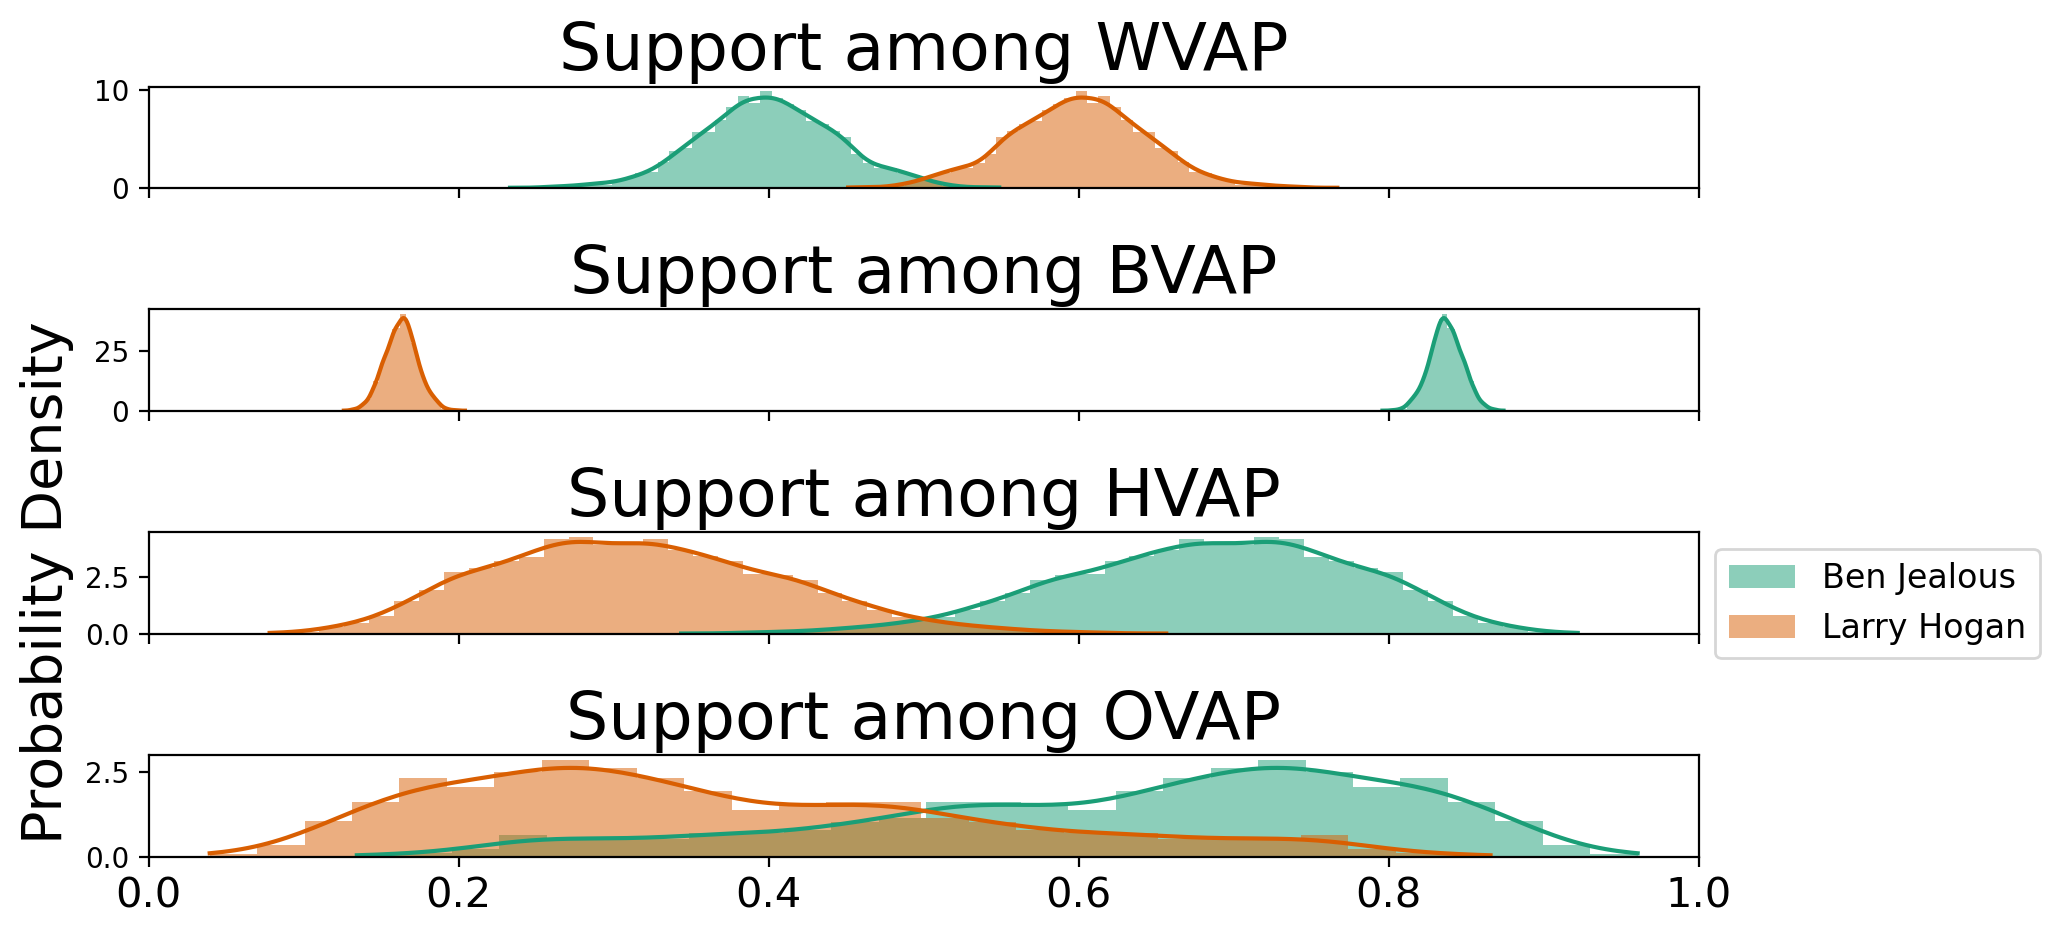 Support among WVAP
10
0
Support among BVAP
25
0
Support among HVAP
2.5
0.0
Support among OVAP
2.5
0.0
0.0 0.2 0.4 0.6 0.8 1.0
Probability Density
Ben Jealous
Larry Hogan